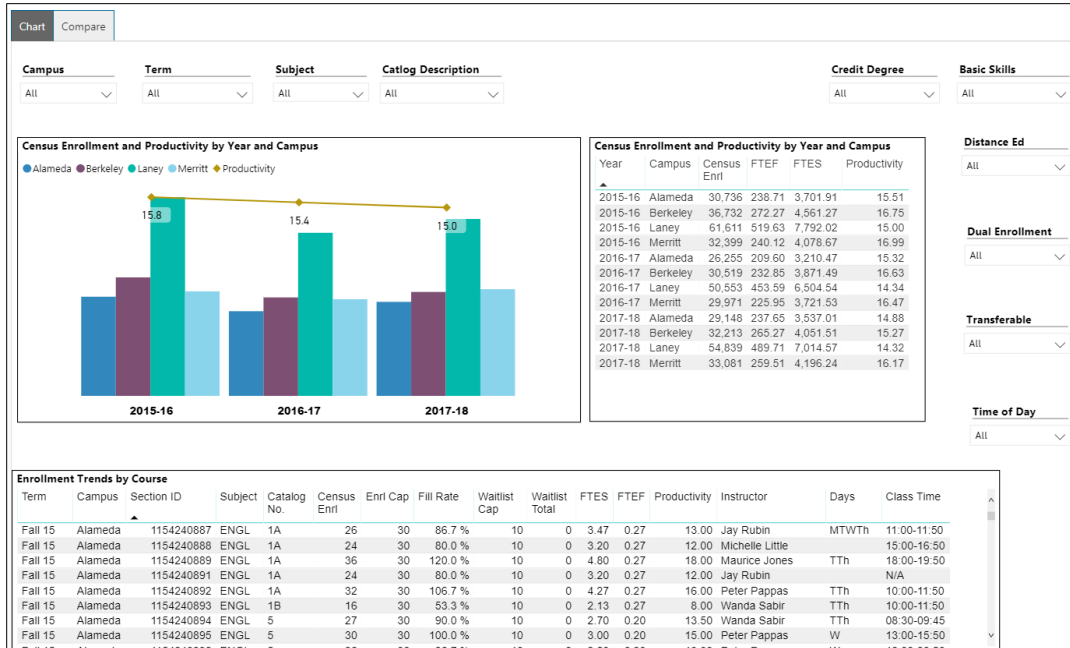 Chart Compare
Campus Term Subject Catlog Description Credit Degree Basic Skills
All All All All All All
Census Enrollment and Productivity by Year and Campus
Alameda Berkeley Laney Merritt Productivity
15.8
15.4
15.0
2015-16 2016-17 2017-18
Census Enrollment and Productivity by Year and Campus
Year Campus Census Enrl FTEF FTES Productivity
2015-16 Alameda 30,736 238.71 3,701.91 15.51
2015-16 Berkeley 36,732 272.27 4,561.27 16.75
2015-16 Laney 61,611 519.63 7,792.02 15.00
2015-16 Merritt 32,399 240.12 4,078.67 16.99
2016-17 Alameda 26,255 209.60 3,210.47 15.32
2016-17 Berkeley 30,519 232.85 3,871.49 16.63
2016-17 Laney 50,553 453.59 6,504.54 14.34
2016-17 Merritt 29,971 225.95 3,721.53 16.47
2017-18 Alameda 29,148 237.65 3,537.01 14.88
2017-18 Berkeley 32,213 265.27 4,051.51 15.27
2017-18 Laney 54,839 489.71 7,014.57 14.32
2017-18 Merritt 33,081 259.51 4,196.24 16.17
Distance Ed
All
Dual Enrollment
All
Transferable
All
Time of Day
All
Enrollment Trends by Course
Term Campus Section ID Subject Catalog No. Census Enrl Enrl Cap Fill Rate Waitlist Cap Waitlist Total FTES FTEF Productivity Instructor Days Class Time
Fall 15 Alameda 1154240887 ENGL 1A 26 30 86.7 % 10 0 3.47 0.27 13.00 Jay Rubin MTWTh 11:00-11:50
Fall 15 Alameda 1154240888 ENGL 1A 24 30 80.0 % 10 0 3.20 0.27 12.00 Michelle Little 15:00-16:50
Fall 15 Alameda 1154240889 ENGL 1A 36 30 120.0 % 10 0 4.80 0.27 18.00 Maurice Jones TTh 18:00-19:50
Fall 15 Alameda 1154240891 ENGL 1A 24 30 80.0 % 10 0 3.20 0.27 12.00 Jay Rubin N/A
Fall 15 Alameda 1154240892 ENGL 1A 32 30 106.7 % 10 0 4.27 0.27 16.00 Peter Pappas TTh 10:00-11:50
Fall 15 Alameda 1154240893 ENGL 1B 16 30 53.3 % 10 0 2.13 0.27 8.00 Wanda Sabir TTh 10:00-11:50
Fall 15 Alameda 1154240894 ENGL 5 27 30 90.0 % 10 0 2.70 0.20 13.50 Wanda Sabir TTh 08:30-09:45
Fall 15 Alameda 1154240895 ENGL 5 30 30 100.0 % 10 0 3.00 0.20 15.00 Peter Pappas W 13:00-15:50